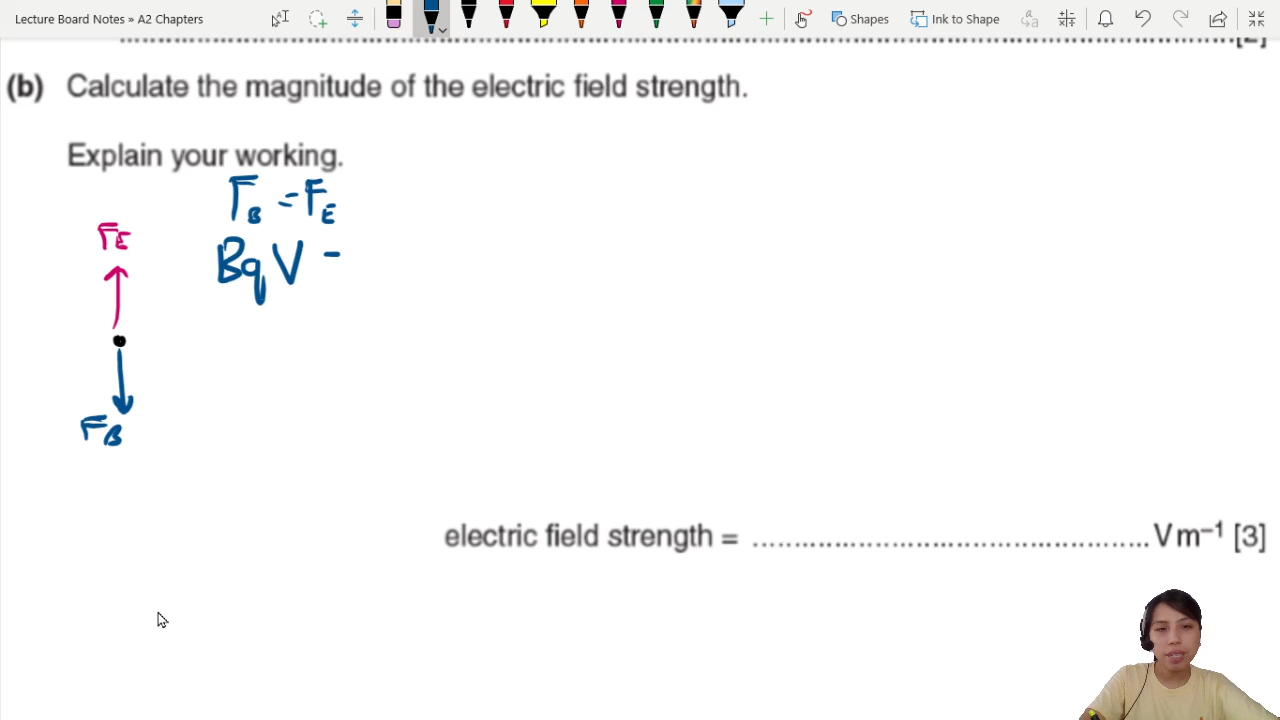 Lecture Board Notes » A2 Chapters
Shapes
Ink to Shape
[2]
(b) Calculate the magnitude of the electric field strength.
Explain your working.
F_B = F_E
BqV =
F_E
F_B
electric field strength = .................................................. V m⁻¹ [3]